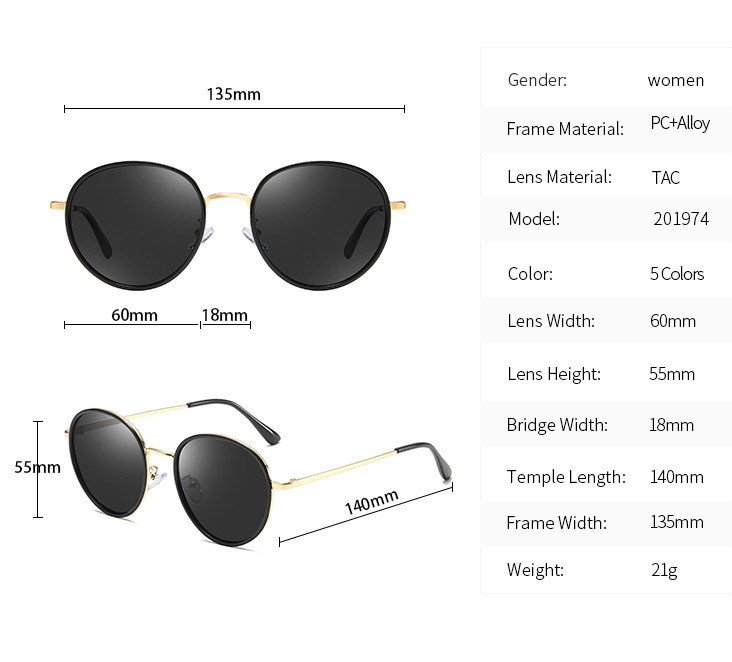 135mm
60mm 18mm
55mm
140mm
Gender: women
Frame Material: PC+Alloy
Lens Material: TAC
Model: 201974
Color: 5 Colors
Lens Width: 60mm
Lens Height: 55mm
Bridge Width: 18mm
Temple Length: 140mm
Frame Width: 135mm
Weight: 21g